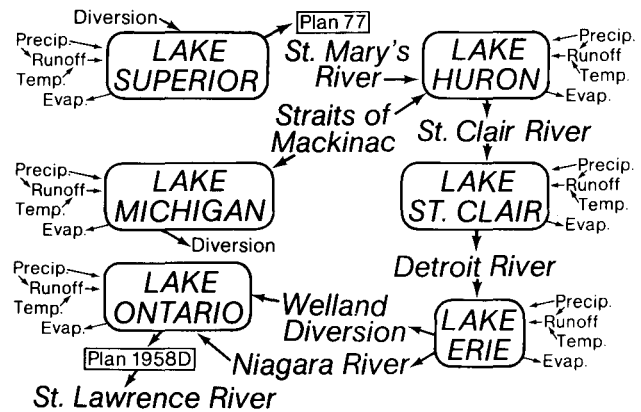 Diversion
Plan 77
Precip.
Runoff
Temp.
Evap.
LAKE
SUPERIOR
St. Mary's
River
LAKE
HURON
Precip.
Runoff
Temp.
Evap.
Straits of
Mackinac
St. Clair River
Precip.
Runoff
Temp.
Evap.
LAKE
MICHIGAN
Diversion
LAKE
ST. CLAIR
Precip.
Runoff
Temp.
Evap.
Detroit River
Precip.
Runoff
Temp.
Evap.
LAKE
ONTARIO
Welland
Diversion
LAKE
ERIE
Precip.
Runoff
Temp.
Evap.
Plan 1958D
Niagara River
St. Lawrence River